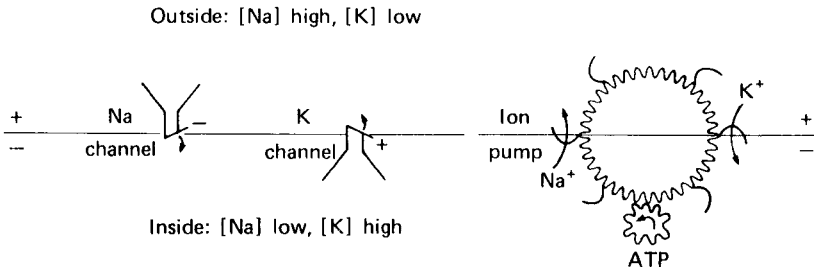 Outside: [Na] high, [K] low
+ Na − K Ion K⁺ +
− channel channel + pump −
Na⁺
Inside: [Na] low, [K] high
ATP